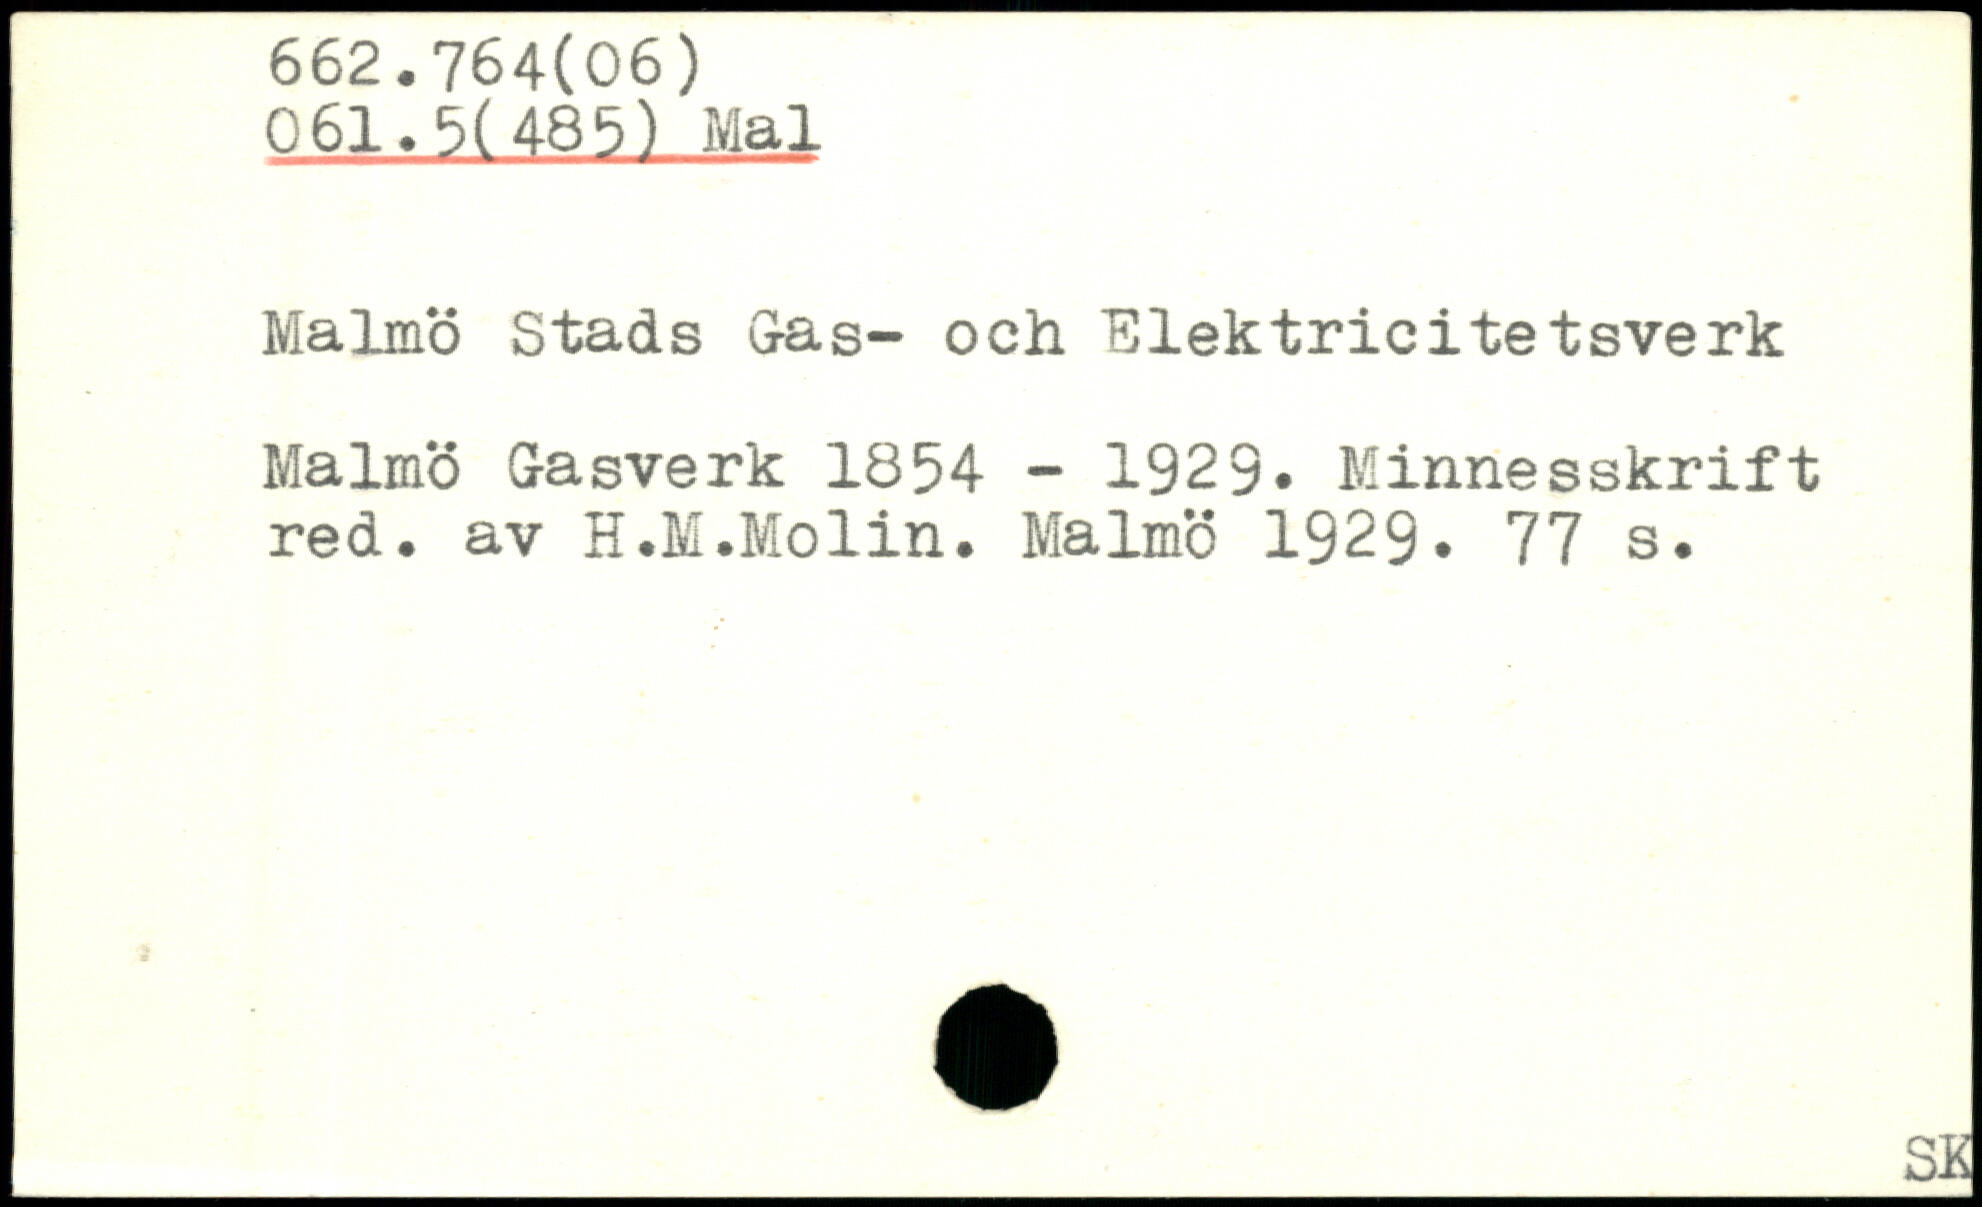 662.764(06)
061.5(485) Mal
Malmö Stads Gas- och Elektricitetsverk
Malmö Gasverk 1854 - 1929. Minnesskrift
red. av H.M.Molin. Malmö 1929. 77 s.
SK